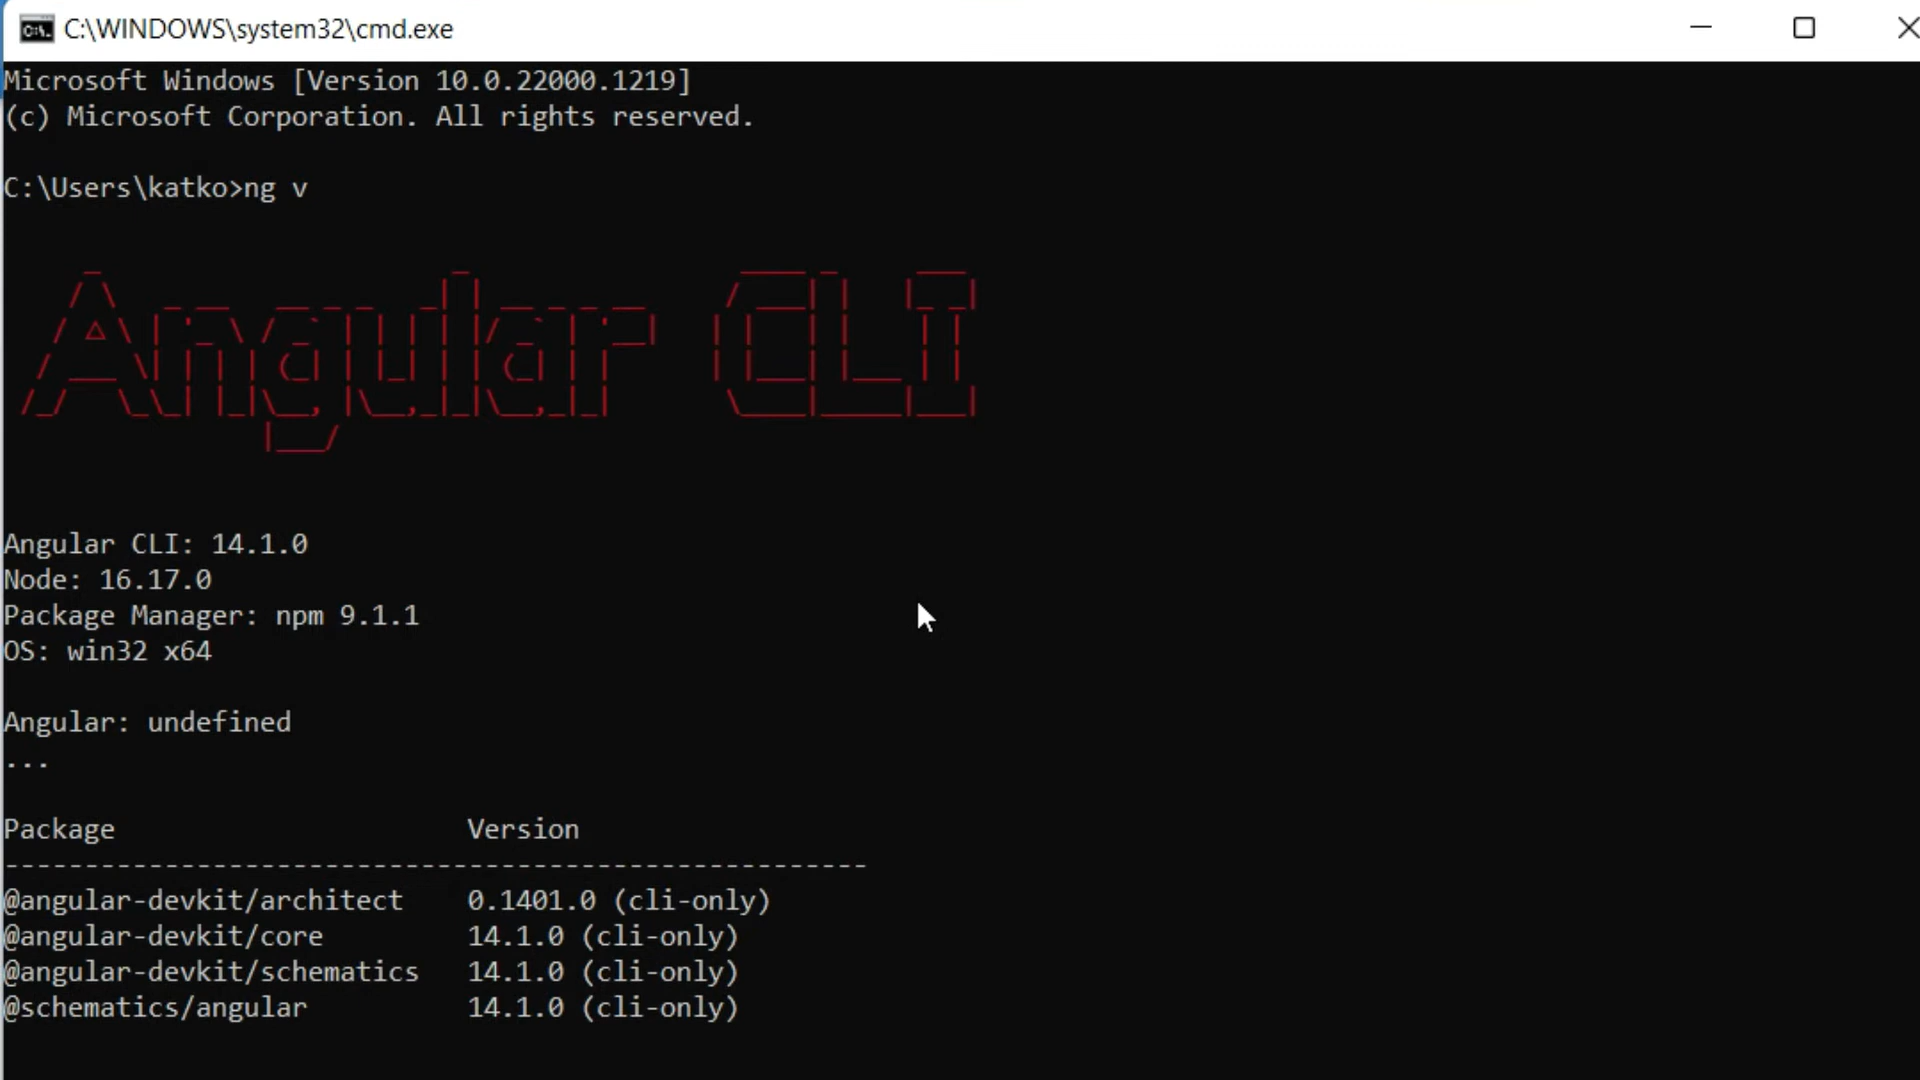 C:\WINDOWS\system32\cmd.exe
Microsoft Windows [Version 10.0.22000.1219]
(c) Microsoft Corporation. All rights reserved.
C:\Users\katko>ng v
Angular CLI
Angular CLI: 14.1.0
Node: 16.17.0
Package Manager: npm 9.1.1
OS: win32 x64
Angular: undefined
...
Package Version
------------------------------------------------------
@angular-devkit/architect 0.1401.0 (cli-only)
@angular-devkit/core 14.1.0 (cli-only)
@angular-devkit/schematics 14.1.0 (cli-only)
@schematics/angular 14.1.0 (cli-only)